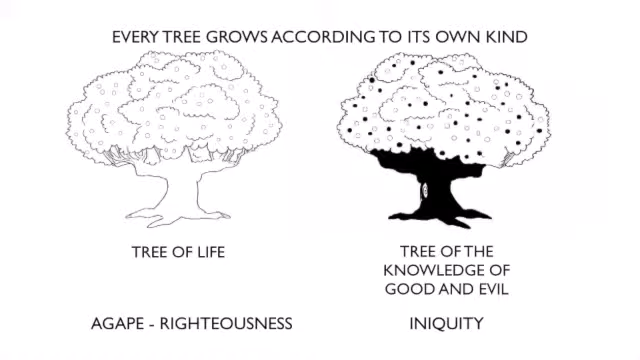 EVERY TREE GROWS ACCORDING TO ITS OWN KIND
TREE OF LIFE
TREE OF THE
KNOWLEDGE OF
GOOD AND EVIL
AGAPE - RIGHTEOUSNESS
INIQUITY